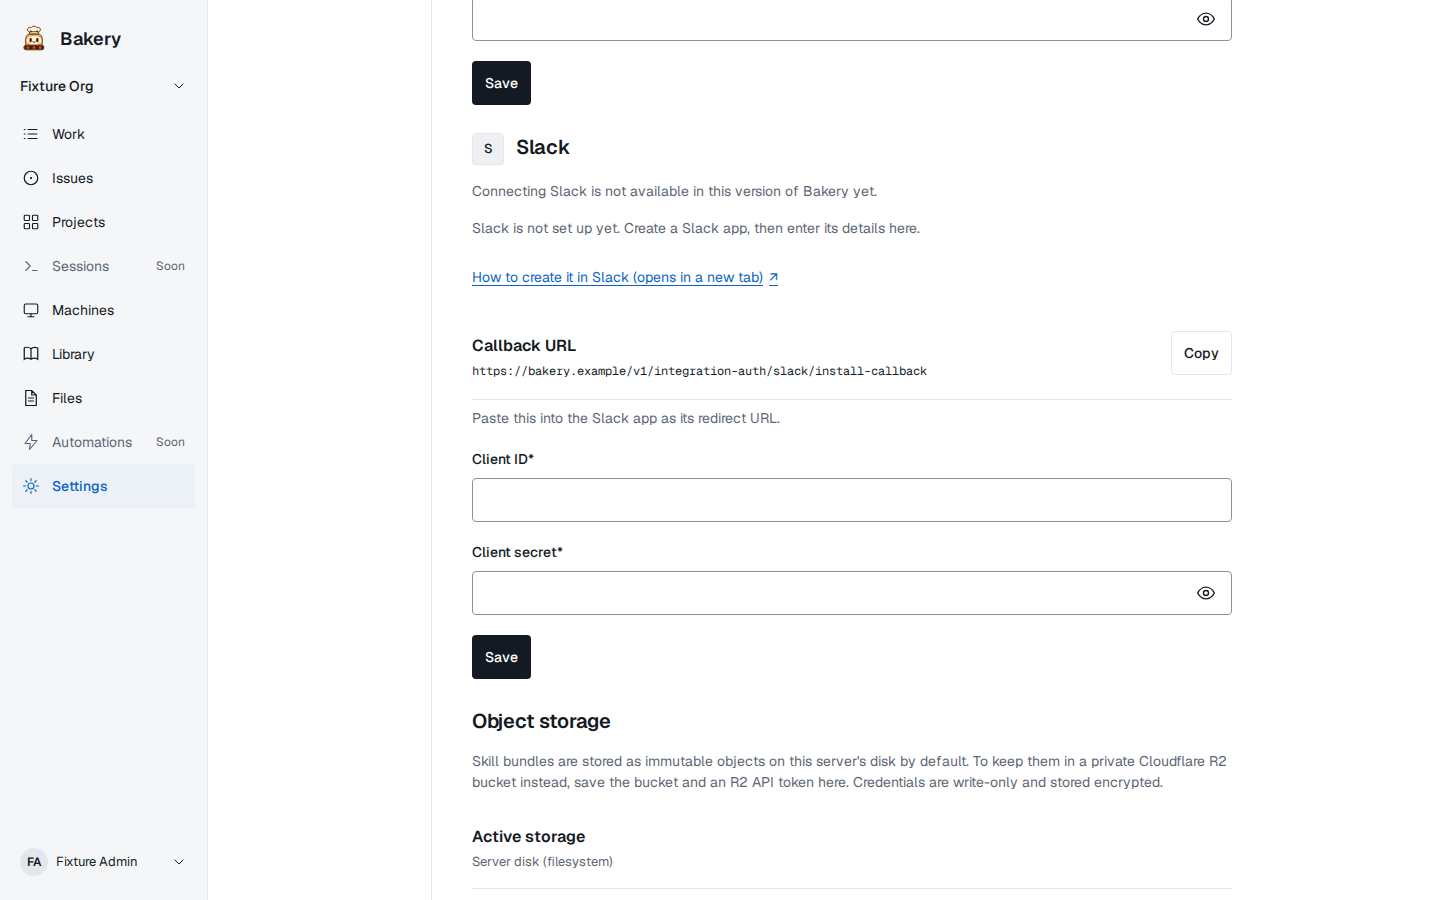 Bakery
Fixture Org
Work
Issues
Projects
Sessions Soon
Machines
Library
Files
Automations Soon
Settings
FA Fixture Admin
Save
S Slack
Connecting Slack is not available in this version of Bakery yet.
Slack is not set up yet. Create a Slack app, then enter its details here.
How to create it in Slack (opens in a new tab)
Callback URL
https://bakery.example/v1/integration-auth/slack/install-callback
Copy
Paste this into the Slack app as its redirect URL.
Client ID*
Client secret*
Save
Object storage
Skill bundles are stored as immutable objects on this server's disk by default. To keep them in a private Cloudflare R2
bucket instead, save the bucket and an R2 API token here. Credentials are write-only and stored encrypted.
Active storage
Server disk (filesystem)